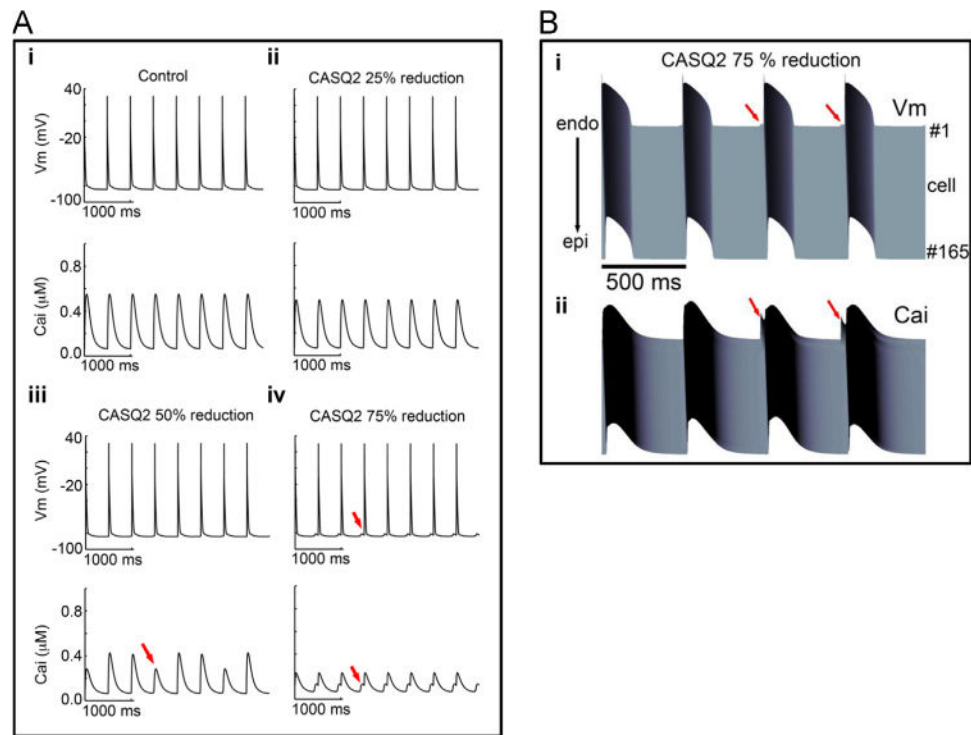 A
i
Control
40
-20
-100
Vm (mV)
1000 ms
0.8
0.4
0.0
Cai (μM)
1000 ms
ii
CASQ2 25% reduction
1000 ms
1000 ms
iii
CASQ2 50% reduction
40
-20
-100
Vm (mV)
1000 ms
0.8
0.4
0.0
Cai (μM)
1000 ms
iv
CASQ2 75% reduction
1000 ms
1000 ms
B
i
CASQ2 75 % reduction
Vm
endo
#1
cell
epi
#165
500 ms
ii
Cai